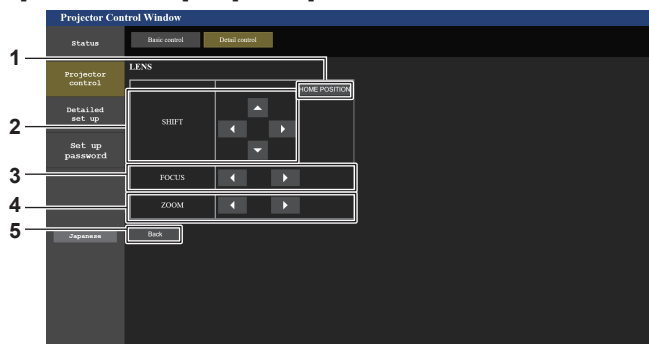 Projector Control Window
Status
Basic control
Detail control
1
LENS
Projector
control
HOME POSITION
Detailed
set up
2
SHIFT
Set up
password
3
FOCUS
4
ZOOM
5
Japanese
Back